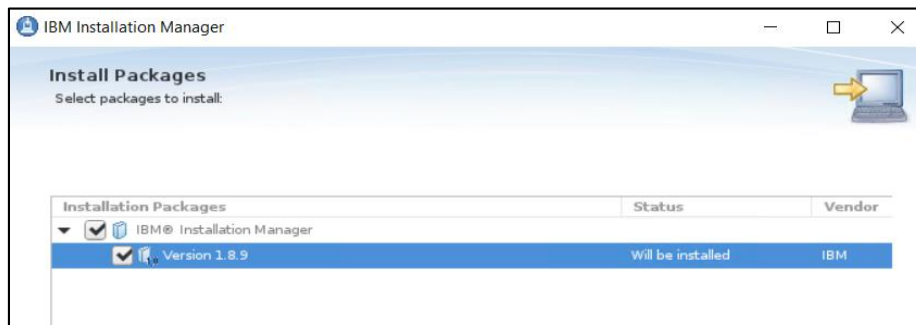 IBM Installation Manager
Install Packages
Select packages to install:
Installation Packages Status Vendor
IBM® Installation Manager
Version 1.8.9 Will be installed IBM